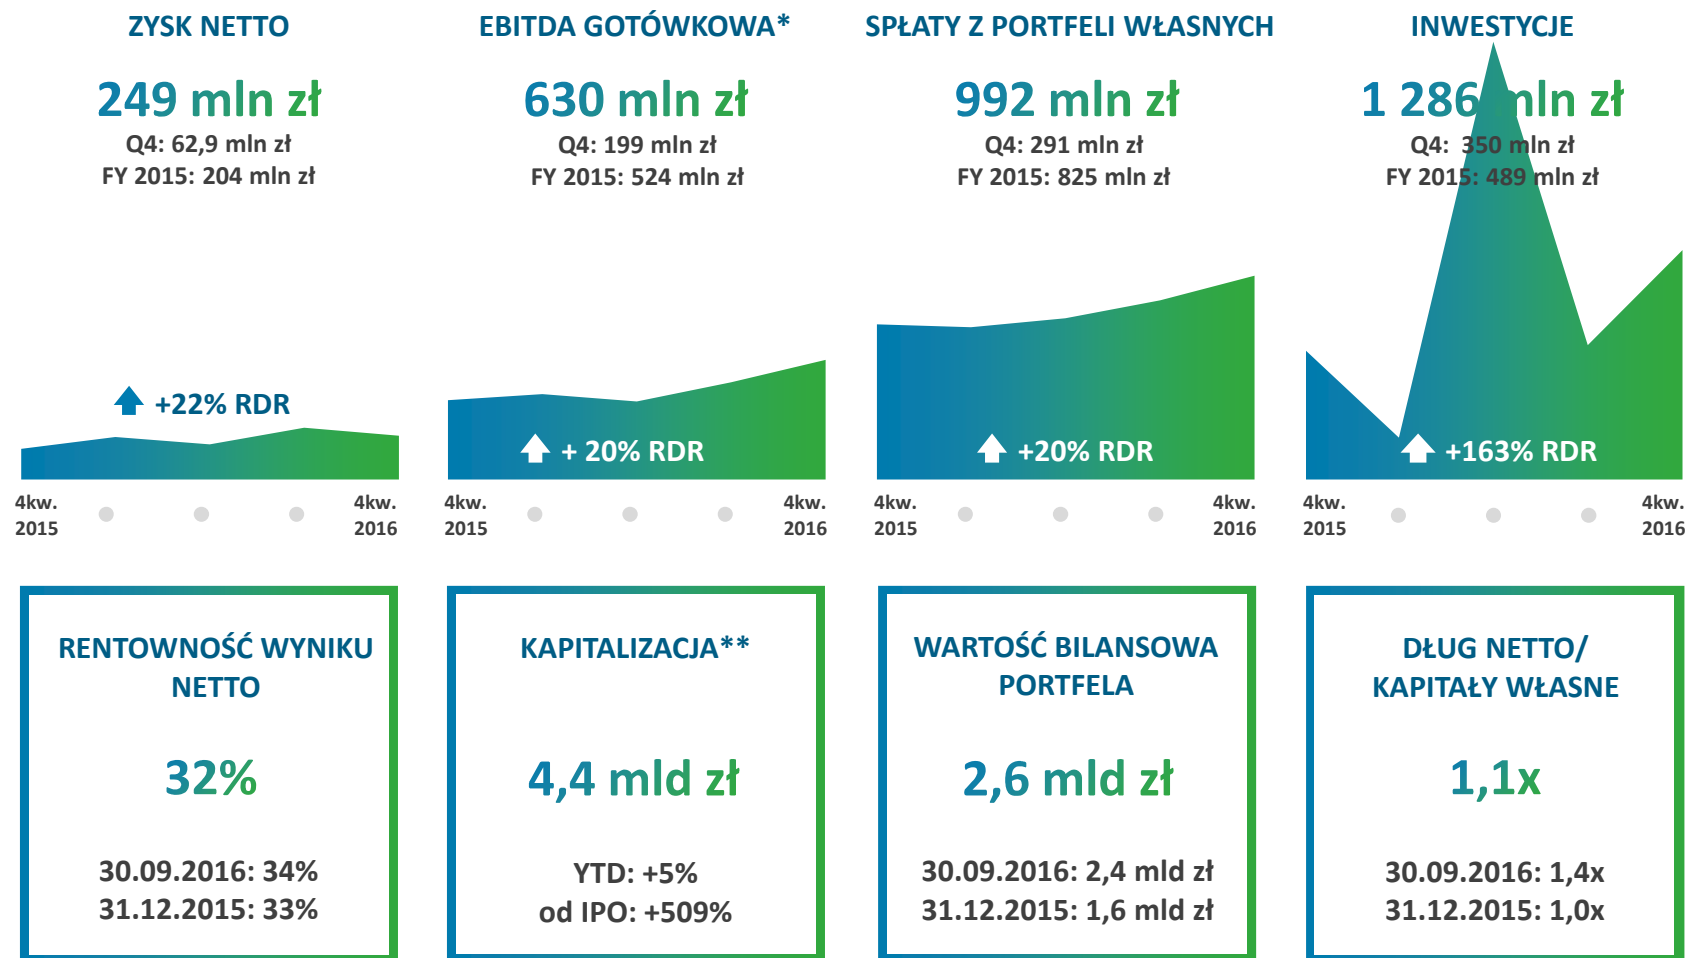 ZYSK NETTO
249 mln zł
Q4: 62,9 mln zł
FY 2015: 204 mln zł
+22% RDR
4kw.
2015
4kw.
2016
EBITDA GOTÓWKOWA*
630 mln zł
Q4: 199 mln zł
FY 2015: 524 mln zł
+ 20% RDR
4kw.
2015
4kw.
2016
SPŁATY Z PORTFELI WŁASNYCH
992 mln zł
Q4: 291 mln zł
FY 2015: 825 mln zł
+20% RDR
4kw.
2015
4kw.
2016
INWESTYCJE
1 286 mln zł
Q4: 350 mln zł
FY 2015: 489 mln zł
+163% RDR
4kw.
2015
4kw.
2016
RENTOWNOŚĆ WYNIKU
NETTO
32%
30.09.2016: 34%
31.12.2015: 33%
KAPITALIZACJA**
4,4 mld zł
YTD: +5%
od IPO: +509%
WARTOŚĆ BILANSOWA
PORTFELA
2,6 mld zł
30.09.2016: 2,4 mld zł
31.12.2015: 1,6 mld zł
DŁUG NETTO/
KAPITAŁY WŁASNE
1,1x
30.09.2016: 1,4x
31.12.2015: 1,0x